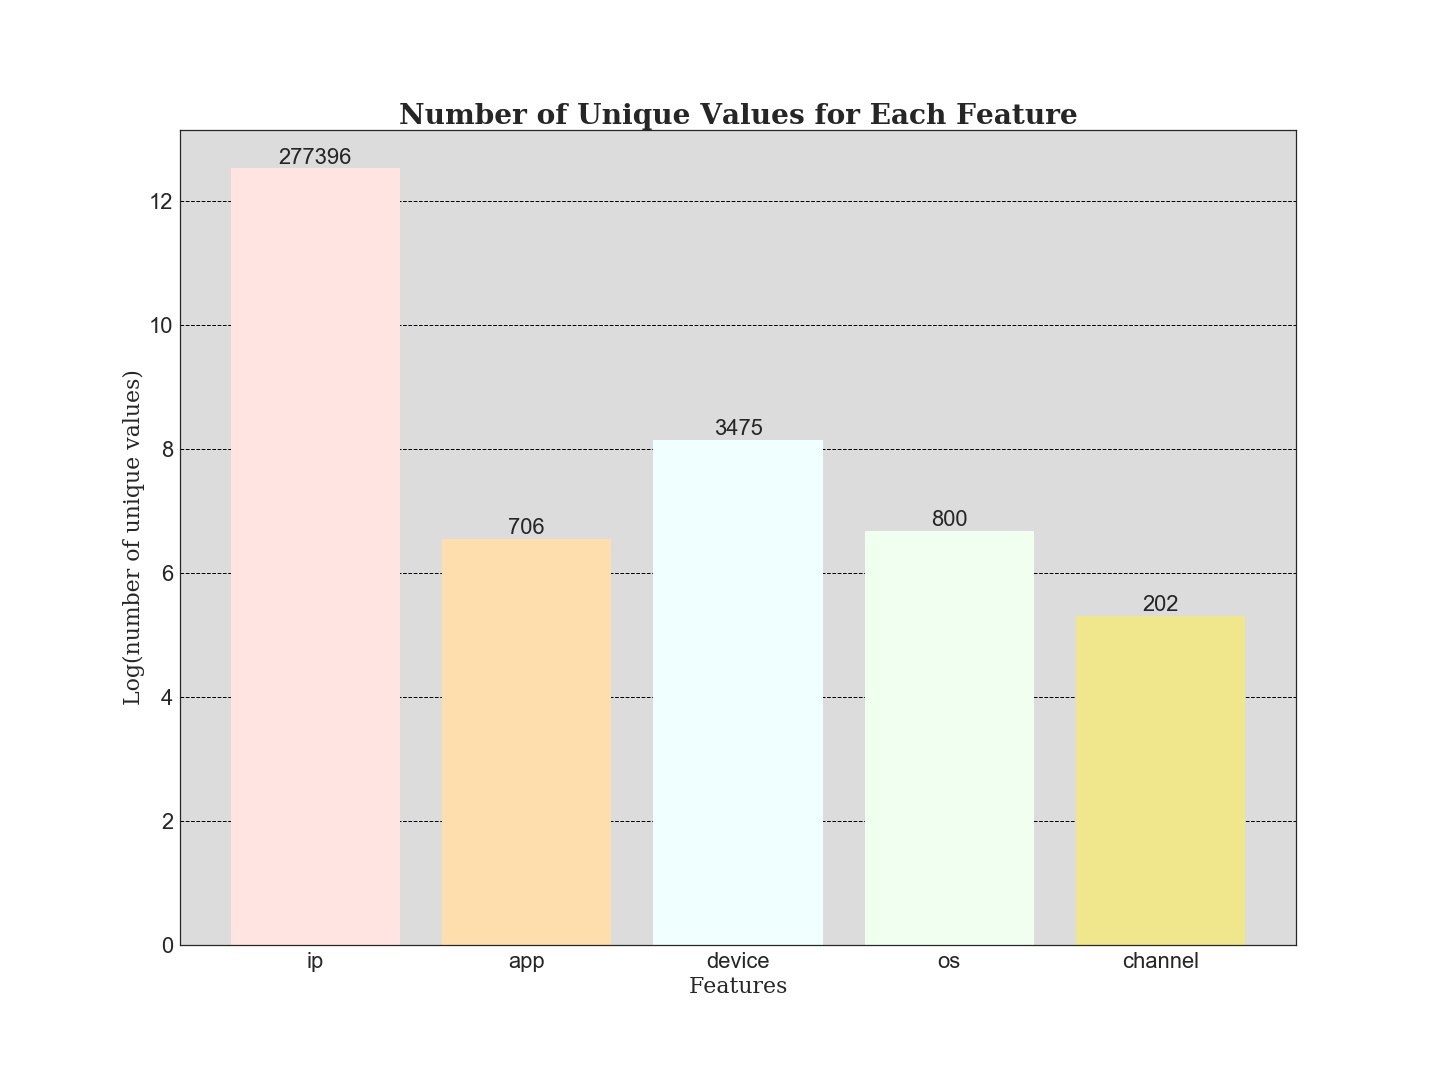 Number of Unique Values for Each Feature
277396
12
10
3475
8
706
800
6
202
4
2
0
Log(number of unique values)
ip
app
device
os
channel
Features